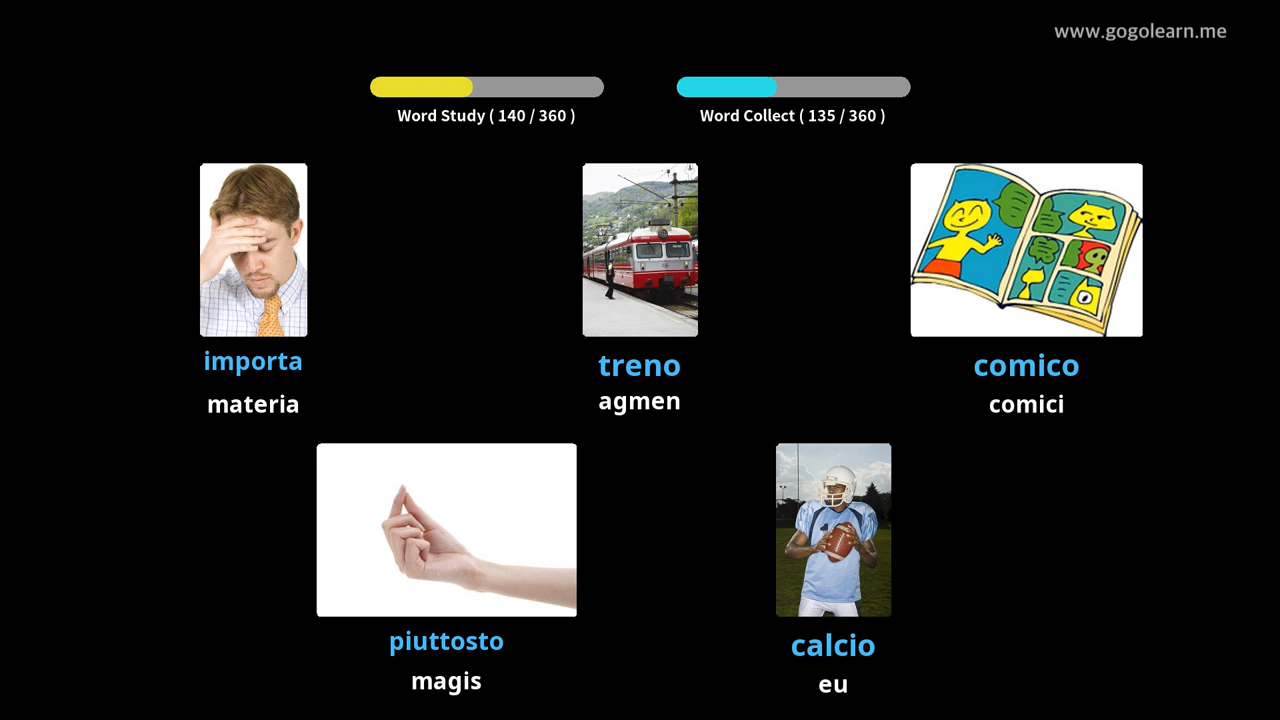 www.gogolearn.me
Word Study ( 140 / 360 )
Word Collect ( 135 / 360 )
importa
materia
treno
agmen
comico
comici
piuttosto
magis
calcio
eu